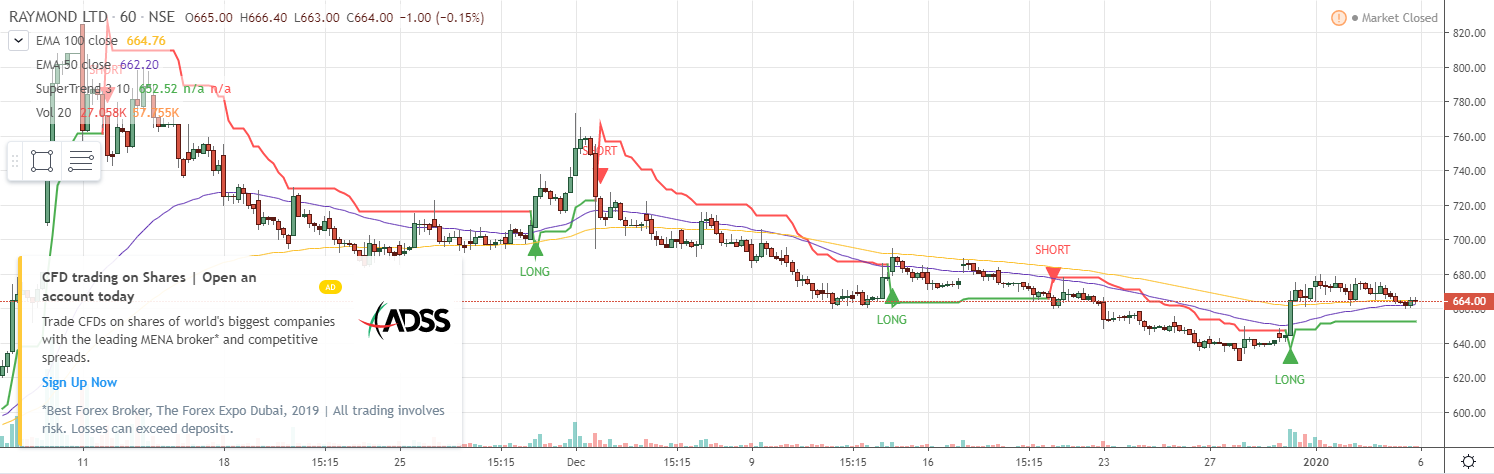 RAYMOND LTD · 60 · NSE O665.00 H666.40 L663.00 C664.00 −1.00 (−0.15%)
! Market Closed
EMA 100 close 664.76
EMA 50 close 662.20
SHORT
SuperTrend 3 10 652.52 n/a n/a
Vol 20 27.058K 57.755K
SHORT
LONG
LONG
SHORT
LONG
820.00
800.00
780.00
760.00
740.00
720.00
700.00
680.00
664.00
660.00
640.00
620.00
600.00
CFD trading on Shares | Open an
account today
AD
Trade CFDs on shares of world's biggest companies
with the leading MENA broker* and competitive
spreads.
ADSS
Sign Up Now
*Best Forex Broker, The Forex Expo Dubai, 2019 | All trading involves
risk. Losses can exceed deposits.
11 18 15:15 25 15:15 Dec 15:15 9 15:15 16 15:15 23 27 2020 6